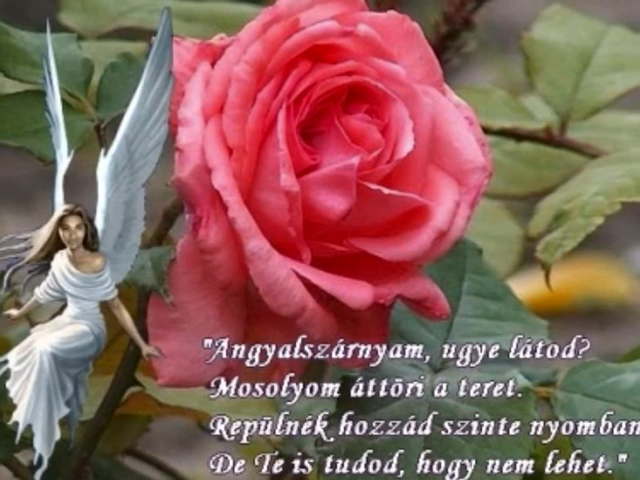 "Angyalszárnyam, ugye látod?
Mosolyom áttöri a teret.
Repülnék hozzád szinte nyomban
De Te is tudod, hogy nem lehet."